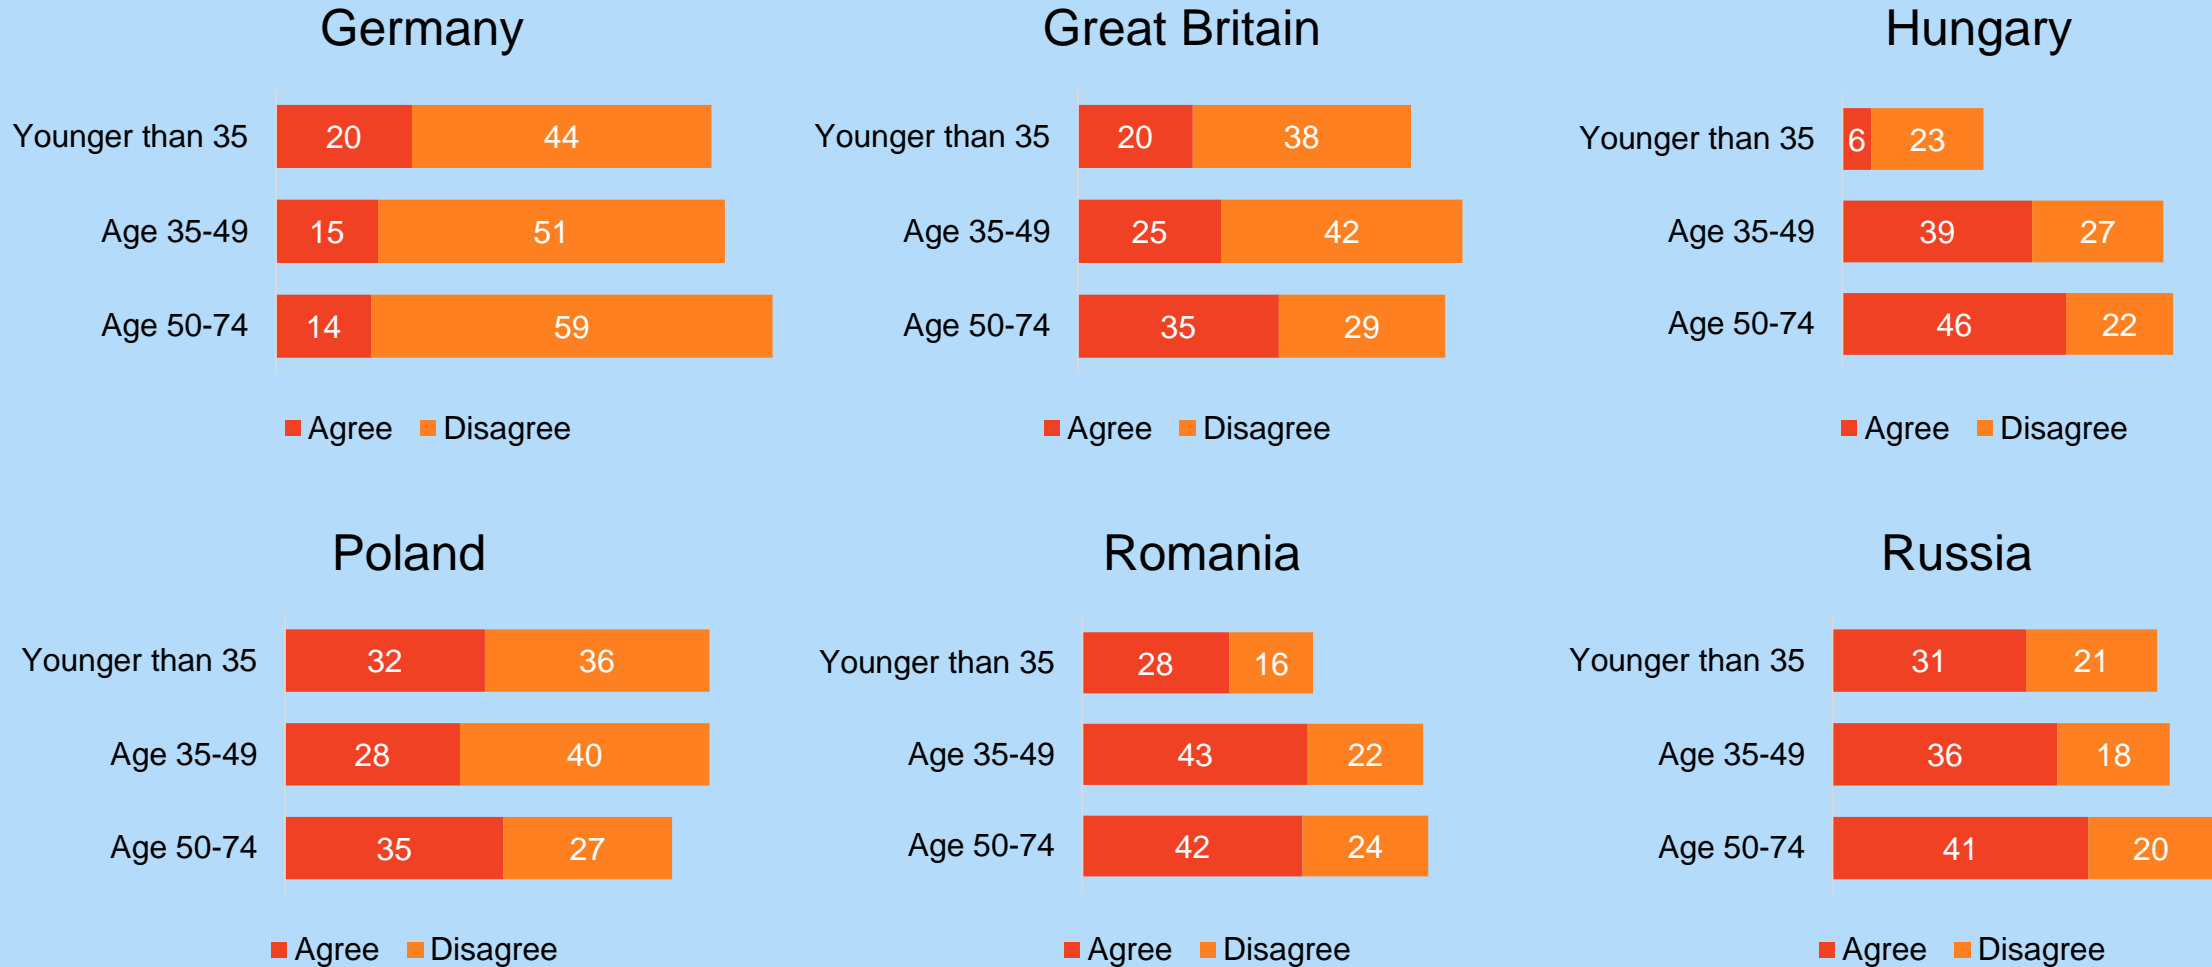 Germany
Younger than 35 20 44
Age 35-49 15 51
Age 50-74 14 59
Agree Disagree
Great Britain
Younger than 35 20 38
Age 35-49 25 42
Age 50-74 35 29
Agree Disagree
Hungary
Younger than 35 6 23
Age 35-49 39 27
Age 50-74 46 22
Agree Disagree
Poland
Younger than 35 32 36
Age 35-49 28 40
Age 50-74 35 27
Agree Disagree
Romania
Younger than 35 28 16
Age 35-49 43 22
Age 50-74 42 24
Agree Disagree
Russia
Younger than 35 31 21
Age 35-49 36 18
Age 50-74 41 20
Agree Disagree